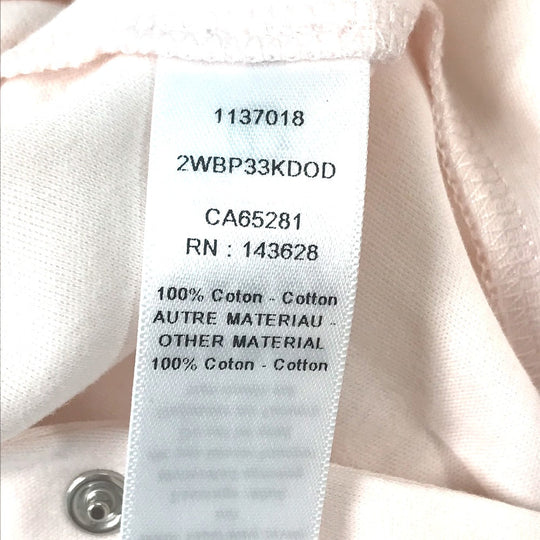 1137018
2WBP33KDOD
CA65281
RN : 143628
100% Coton - Cotton
AUTRE MATERIAU -
OTHER MATERIAL
100% Coton - Cotton